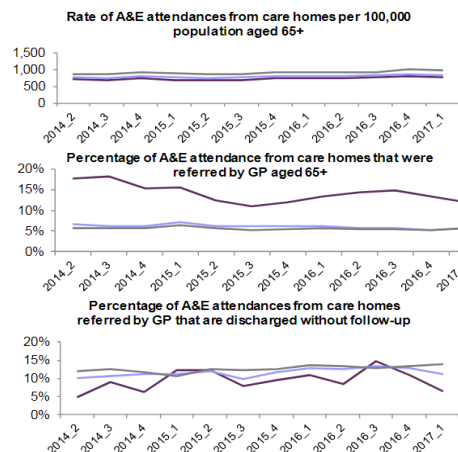 Rate of A&E attendances from care homes per 100,000
population aged 65+
1,500
1,000
500
0
2014_2 2014_3 2014_4 2015_1 2015_2 2015_3 2015_4 2016_1 2016_2 2016_3 2016_4 2017_1
Percentage of A&E attendance from care homes that were
referred by GP aged 65+
20%
15%
10%
5%
0%
2014_2 2014_3 2014_4 2015_1 2015_2 2015_3 2015_4 2016_1 2016_2 2016_3 2016_4 2017_1
Percentage of A&E attendances from care homes
referred by GP that are discharged without follow-up
20%
15%
10%
5%
0%
2014_2 2014_3 2014_4 2015_1 2015_2 2015_3 2015_4 2016_1 2016_2 2016_3 2016_4 2017_1